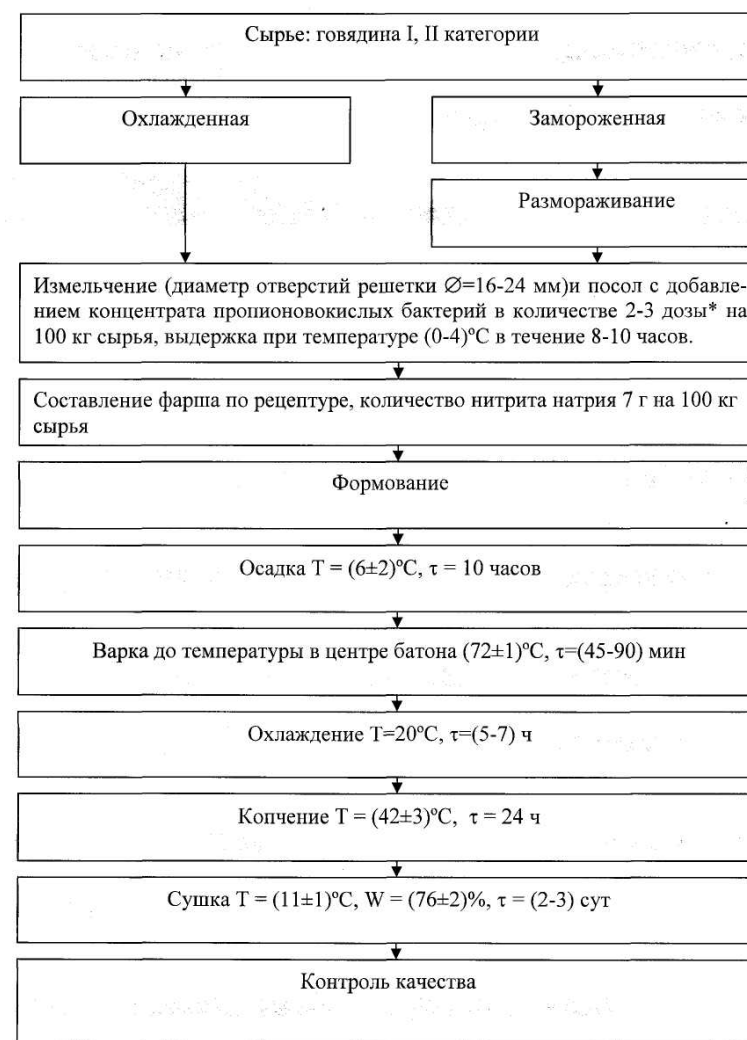 Сырье: говядина I, II категории
Охлажденная
Замороженная
Размораживание
Измельчение (диаметр отверстий решетки ∅=16-24 мм)и посол с добавле-
нием концентрата пропионовокислых бактерий в количестве 2-3 дозы* на
100 кг сырья, выдержка при температуре (0-4)ºС в течение 8-10 часов.
Составление фарша по рецептуре, количество нитрита натрия 7 г на 100 кг
сырья
Формование
Осадка Т = (6±2)ºС, τ = 10 часов
Варка до температуры в центре батона (72±1)ºС, τ=(45-90) мин
Охлаждение Т=20ºС, τ=(5-7) ч
Копчение Т = (42±3)ºС, τ = 24 ч
Сушка Т = (11±1)ºС, W = (76±2)%, τ = (2-3) сут
Контроль качества